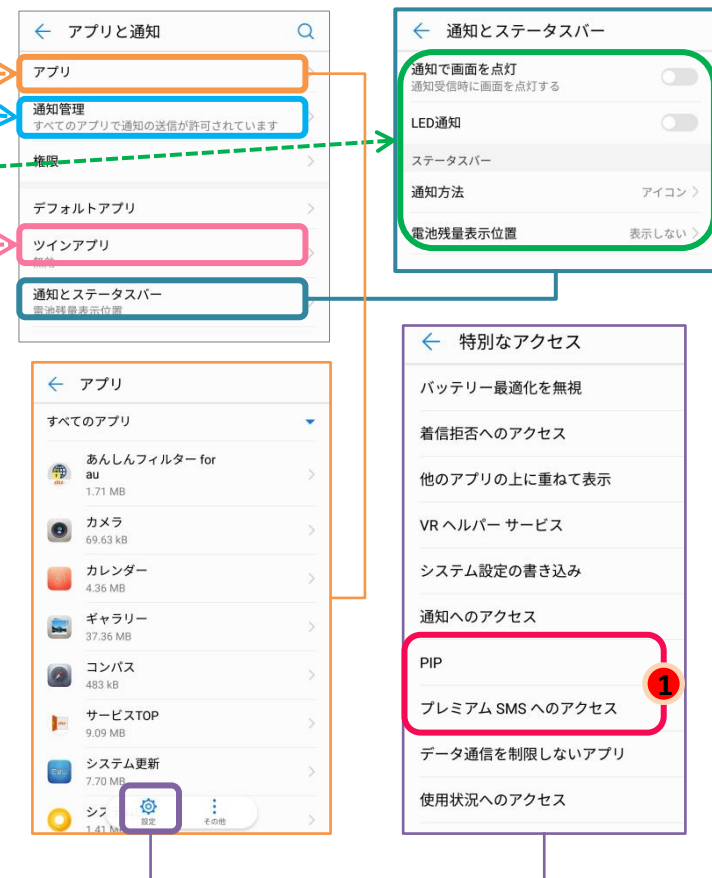 アプリと通知
アプリ
通知管理
すべてのアプリで通知の送信が許可されています
権限
デフォルトアプリ
ツインアプリ
無効
通知とステータスバー
電池残量表示位置
通知とステータスバー
通知で画面を点灯
通知受信時に画面を点灯する
LED通知
ステータスバー
通知方法 アイコン
電池残量表示位置 表示しない
アプリ
すべてのアプリ
あんしんフィルター for
au
1.71 MB
カメラ
69.63 kB
カレンダー
4.36 MB
ギャラリー
37.36 MB
コンパス
483 kB
サービスTOP
9.09 MB
システム更新
7.70 MB
シス
1.41 M
設定
その他
特別なアクセス
バッテリー最適化を無視
着信拒否へのアクセス
他のアプリの上に重ねて表示
VR ヘルパー サービス
システム設定の書き込み
通知へのアクセス
PIP
1
プレミアム SMS へのアクセス
データ通信を制限しないアプリ
使用状況へのアクセス